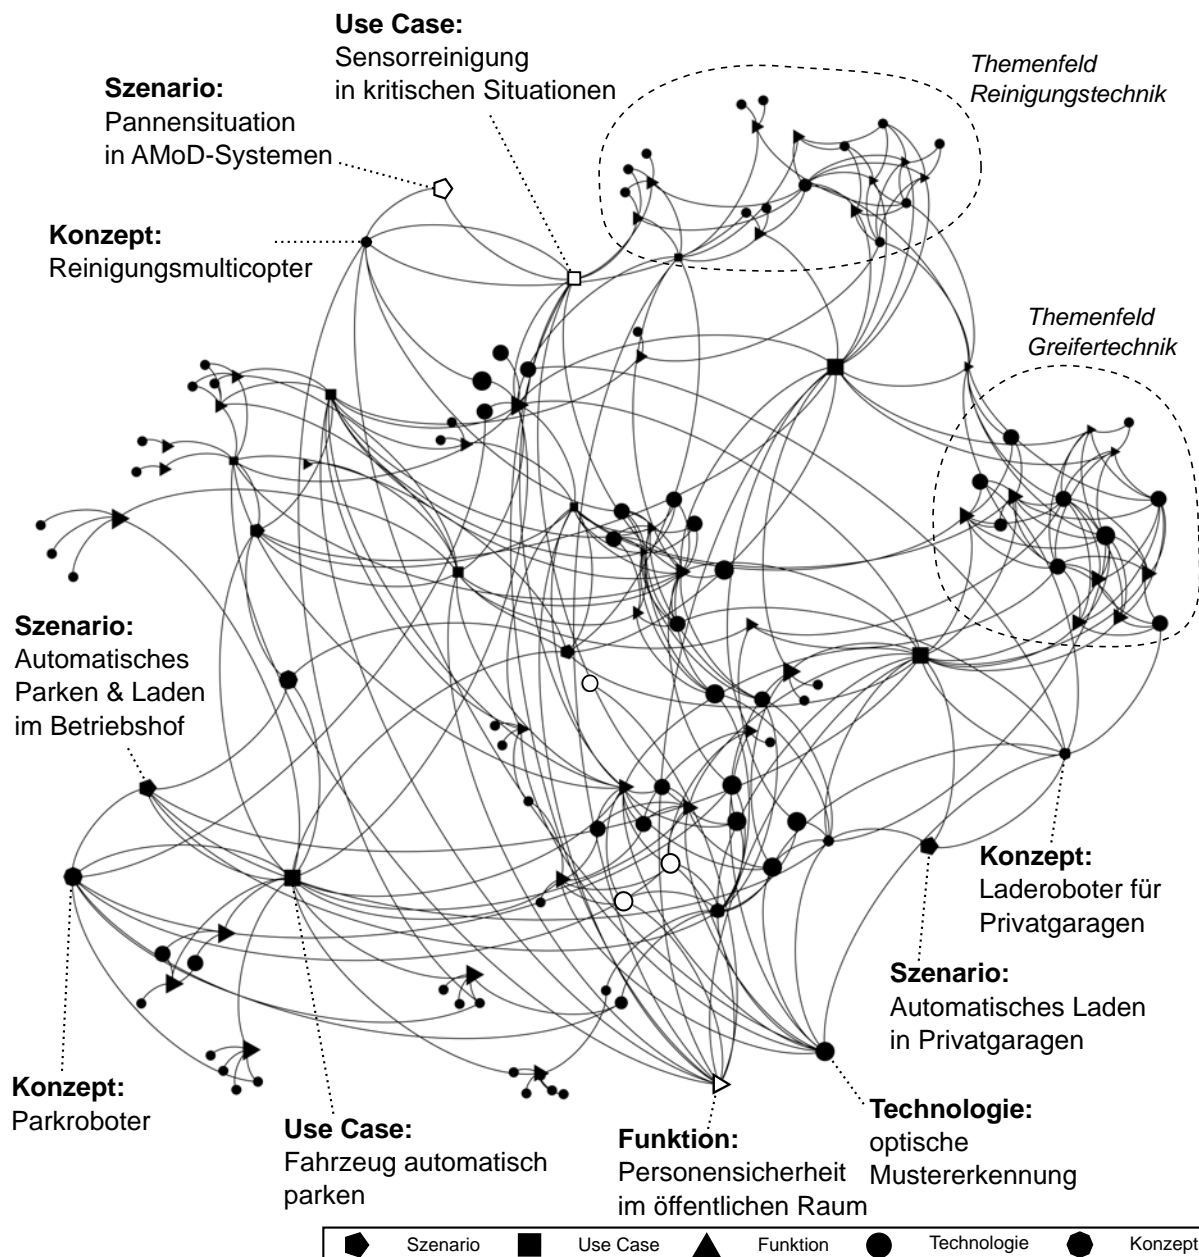 Use Case:
Sensorreinigung
in kritischen Situationen
Szenario:
Pannensituation
in AMoD-Systemen
Themenfeld
Reinigungstechnik
Konzept:
Reinigungsmulticopter
Themenfeld
Greifertechnik
Szenario:
Automatisches
Parken & Laden
im Betriebshof
Konzept:
Laderoboter für
Privatgaragen
Szenario:
Automatisches Laden
in Privatgaragen
Konzept:
Parkroboter
Use Case:
Fahrzeug automatisch
parken
Funktion:
Personensicherheit
im öffentlichen Raum
Technologie:
optische
Mustererkennung
Szenario Use Case Funktion Technologie Konzept